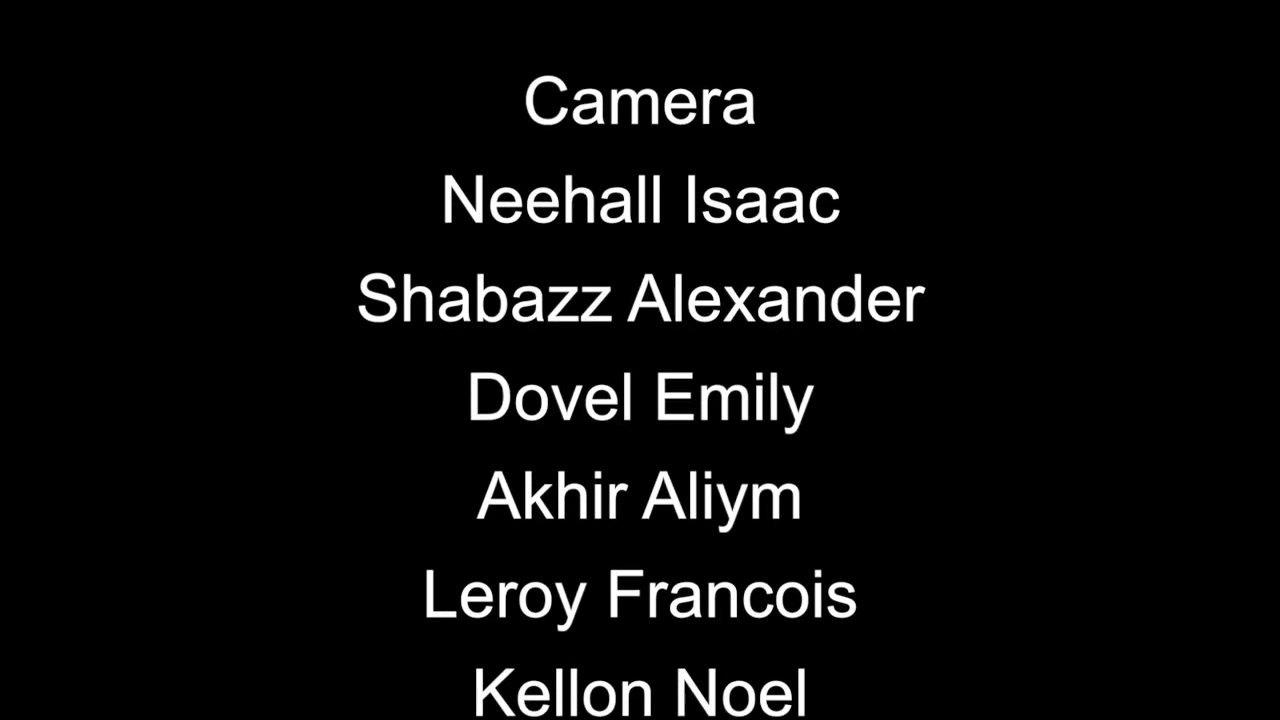 Camera
Neehall Isaac
Shabazz Alexander
Dovel Emily
Akhir Aliym
Leroy Francois
Kellon Noel